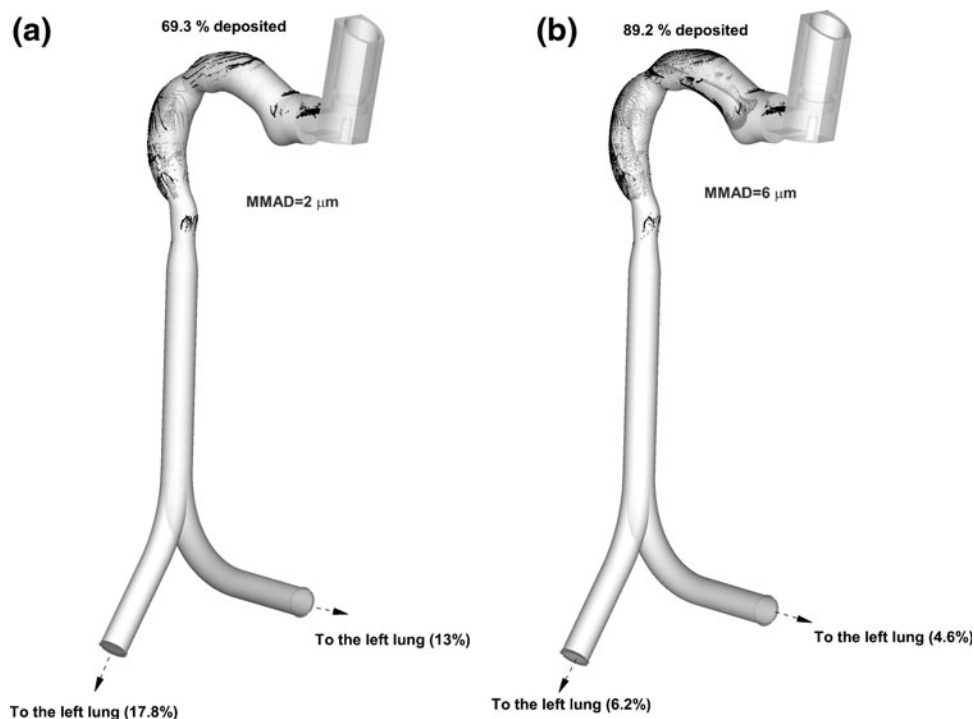 (a)
69.3 % deposited
MMAD=2 μm
To the left lung (13%)
To the left lung (17.8%)
(b)
89.2 % deposited
MMAD=6 μm
To the left lung (4.6%)
To the left lung (6.2%)